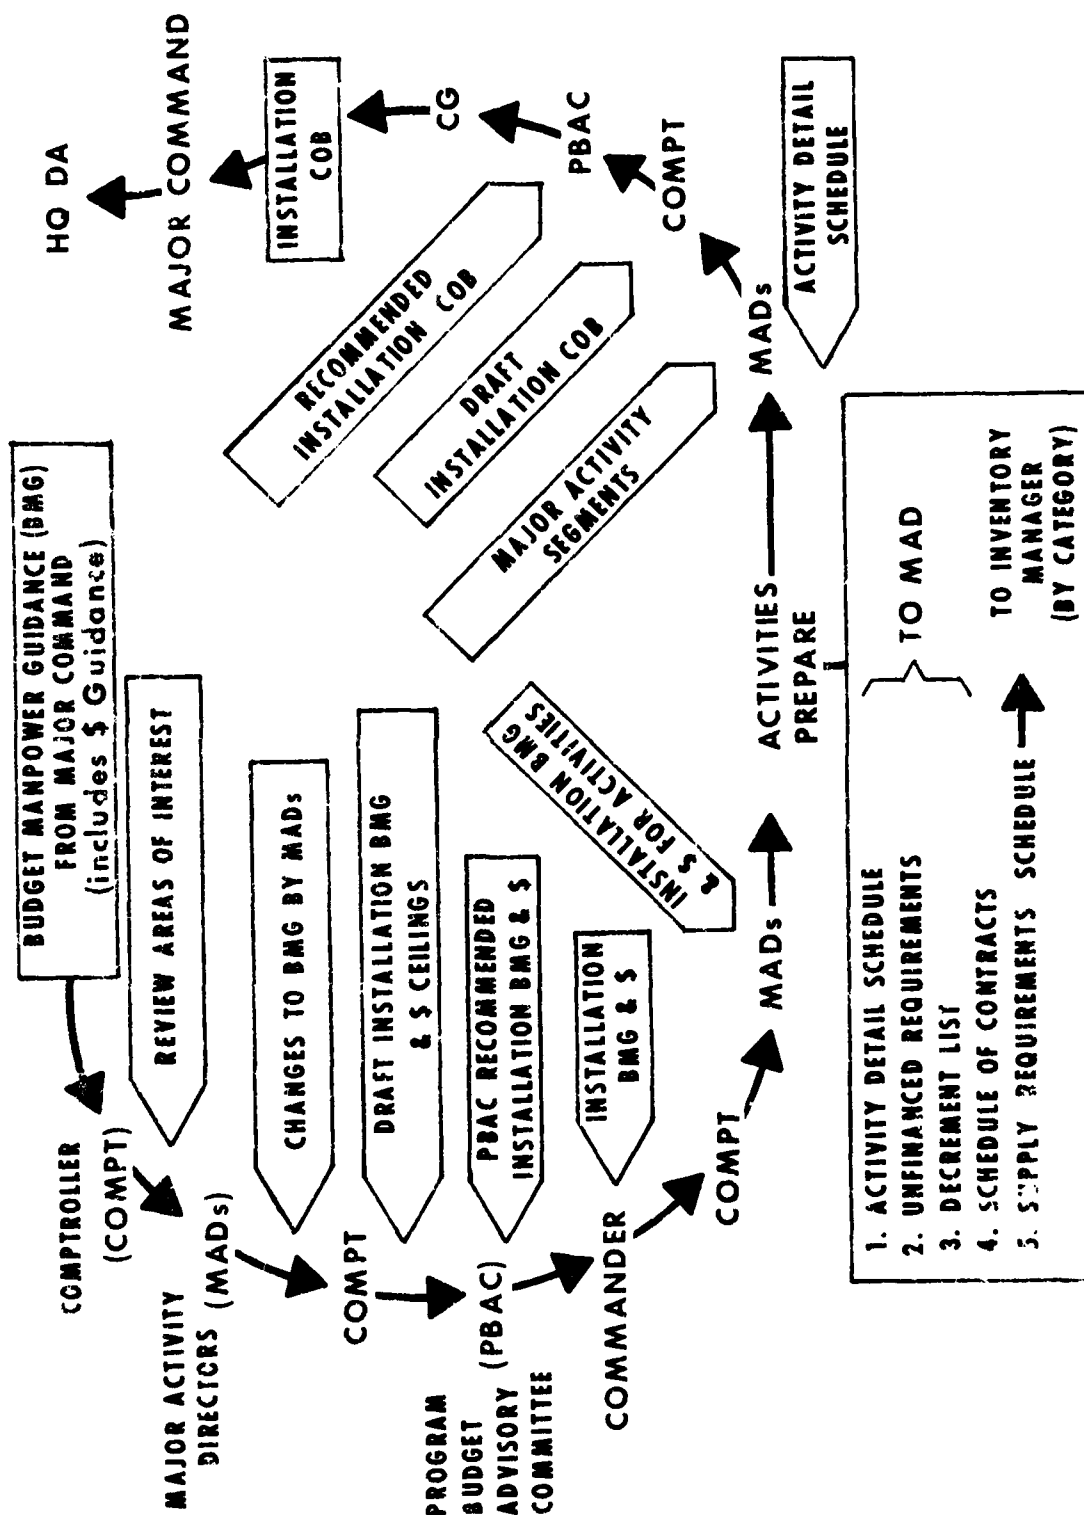 BUDGET MANPOWER GUIDANCE (BMG)
FROM MAJOR COMMAND
(includes $ Guidance)
COMPTROLLER
(COMPT)
REVIEW AREAS OF INTEREST
MAJOR ACTIVITY
DIRECTORS (MADs)
CHANGES TO BMG BY MADs
COMPT
DRAFT INSTALLATION BMG
& $ CEILINGS
PROGRAM
BUDGET
ADVISORY (PBAC)
COMMITTEE
PBAC RECOMMENDED
INSTALLATION BMG & $
COMMANDER
INSTALLATION
BMG & $
COMPT
MADs
INSTALLATION BMG
& $ FOR ACTIVITIES
ACTIVITIES
PREPARE
1. ACTIVITY DETAIL SCHEDULE
2. UNFINANCED REQUIREMENTS
3. DECREMENT LIST
4. SCHEDULE OF CONTRACTS
5. SUPPLY REQUIREMENTS SCHEDULE
TO MAD
TO INVENTORY
MANAGER
(BY CATEGORY)
MADs
ACTIVITY DETAIL
SCHEDULE
MAJOR ACTIVITY
SEGMENTS
COMPT
DRAFT
INSTALLATION COB
PBAC
RECOMMENDED
INSTALLATION COB
CG
INSTALLATION
COB
MAJOR COMMAND
HQ DA